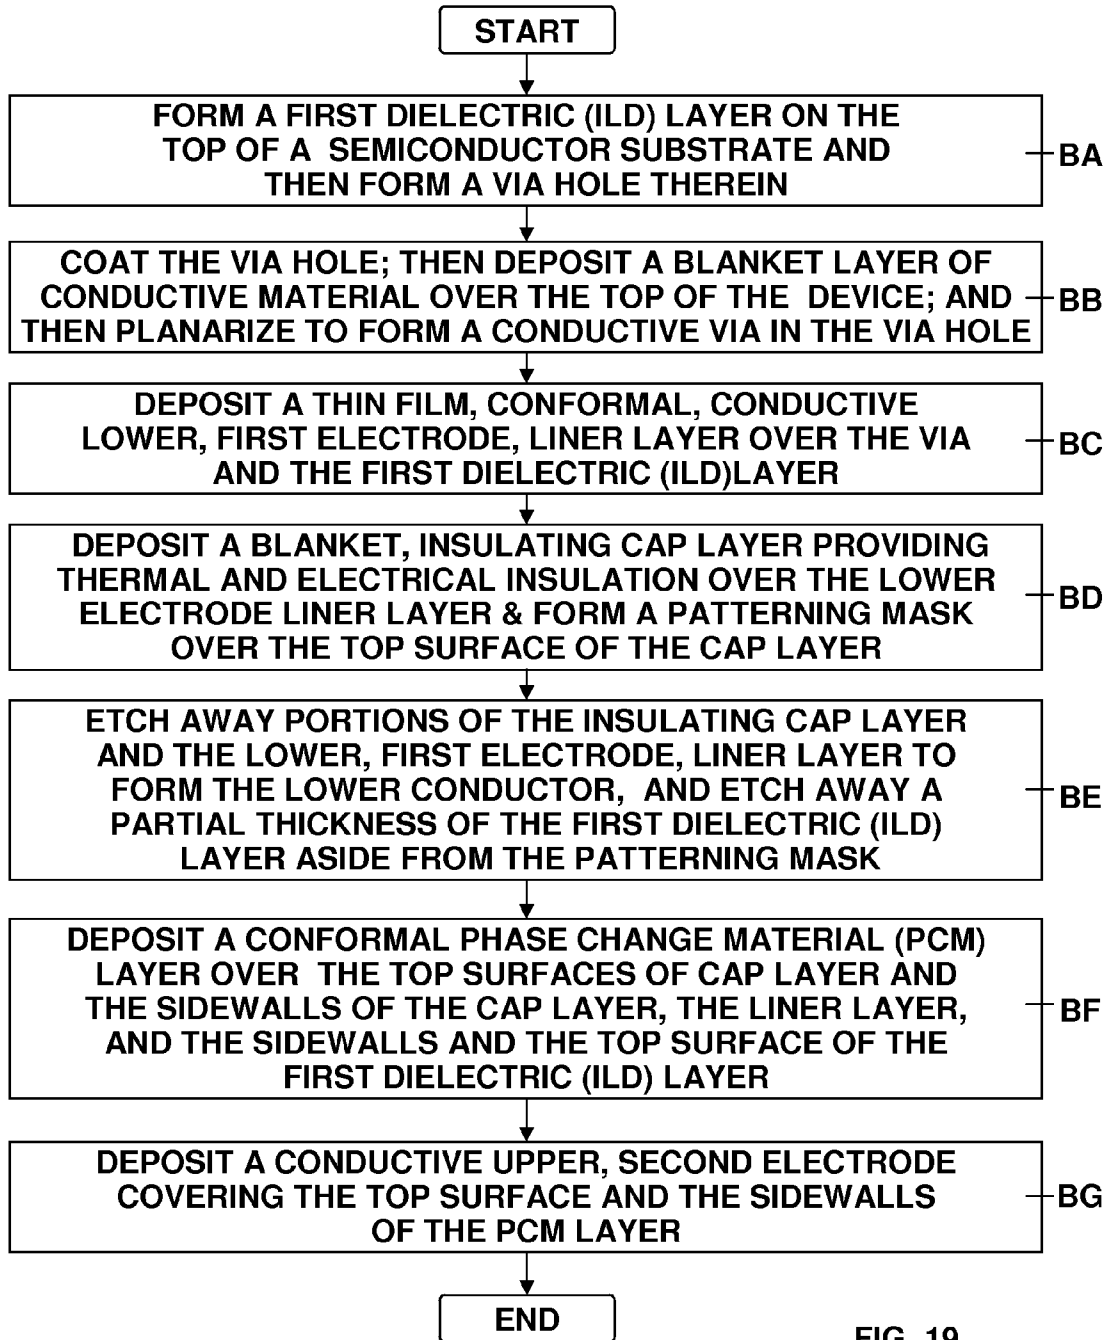 START
FORM A FIRST DIELECTRIC (ILD) LAYER ON THE
TOP OF A SEMICONDUCTOR SUBSTRATE AND
THEN FORM A VIA HOLE THEREIN
BA
COAT THE VIA HOLE; THEN DEPOSIT A BLANKET LAYER OF
CONDUCTIVE MATERIAL OVER THE TOP OF THE DEVICE; AND
THEN PLANARIZE TO FORM A CONDUCTIVE VIA IN THE VIA HOLE
BB
DEPOSIT A THIN FILM, CONFORMAL, CONDUCTIVE
LOWER, FIRST ELECTRODE, LINER LAYER OVER THE VIA
AND THE FIRST DIELECTRIC (ILD)LAYER
BC
DEPOSIT A BLANKET, INSULATING CAP LAYER PROVIDING
THERMAL AND ELECTRICAL INSULATION OVER THE LOWER
ELECTRODE LINER LAYER & FORM A PATTERNING MASK
OVER THE TOP SURFACE OF THE CAP LAYER
BD
ETCH AWAY PORTIONS OF THE INSULATING CAP LAYER
AND THE LOWER, FIRST ELECTRODE, LINER LAYER TO
FORM THE LOWER CONDUCTOR, AND ETCH AWAY A
PARTIAL THICKNESS OF THE FIRST DIELECTRIC (ILD)
LAYER ASIDE FROM THE PATTERNING MASK
BE
DEPOSIT A CONFORMAL PHASE CHANGE MATERIAL (PCM)
LAYER OVER THE TOP SURFACES OF CAP LAYER AND
THE SIDEWALLS OF THE CAP LAYER, THE LINER LAYER,
AND THE SIDEWALLS AND THE TOP SURFACE OF THE
FIRST DIELECTRIC (ILD) LAYER
BF
DEPOSIT A CONDUCTIVE UPPER, SECOND ELECTRODE
COVERING THE TOP SURFACE AND THE SIDEWALLS
OF THE PCM LAYER
BG
END
FIG. 19